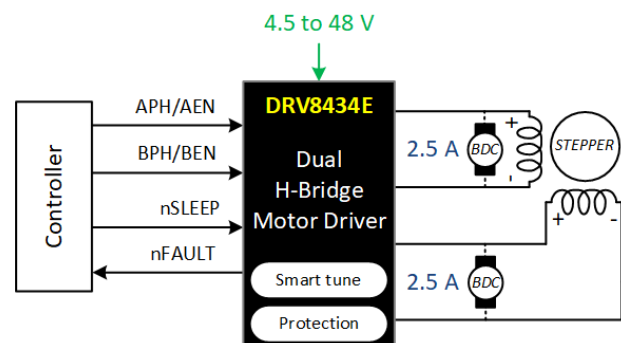 4.5 to 48 V
Controller
APH/AEN
BPH/BEN
nSLEEP
nFAULT
DRV8434E
Dual
H-Bridge
Motor Driver
Smart tune
Protection
2.5 A
BDC
+
-
STEPPER
+ -
2.5 A
BDC